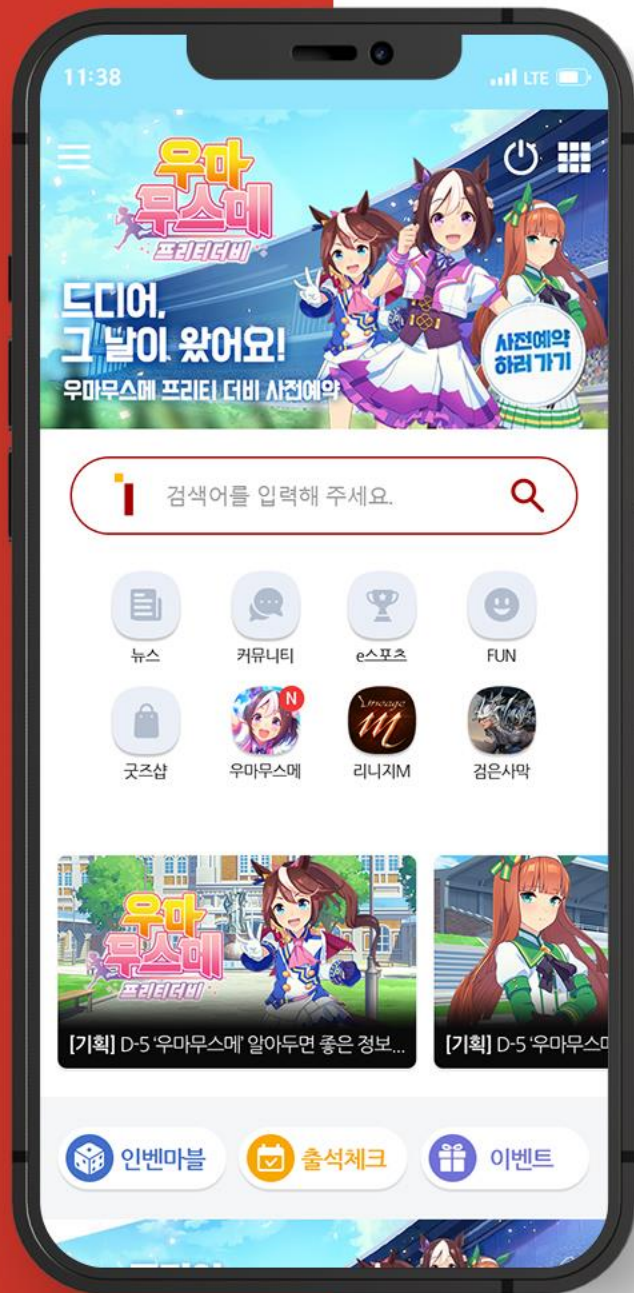 11:38
LTE
우마
무스메
프리티더비
드디어,
그 날이 왔어요!
우마무스메 프리티 더비 사전예약
사전예약
하러가기
검색어를 입력해 주세요.
뉴스
커뮤니티
e스포츠
FUN
N
Lineage
m
굿즈샵
우마무스메
리니지M
검은사막
우마
무스메
프리티더비
[기획] D-5 '우마무스메' 알아두면 좋은 정보...
[기획] D-5 '우마무스
인벤마블
출석체크
이벤트